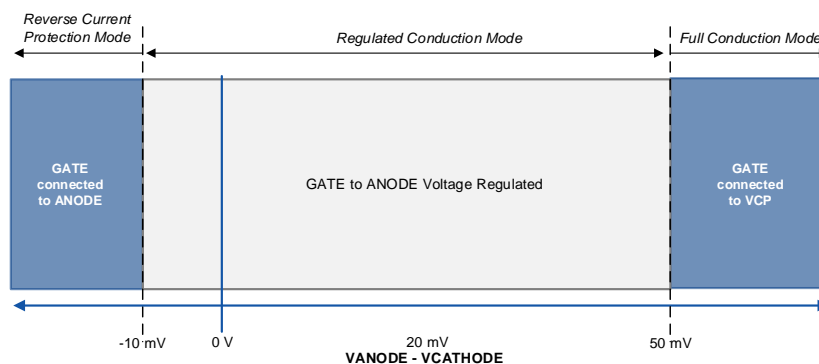 Reverse Current
Protection Mode
Regulated Conduction Mode
Full Conduction Mode
GATE
connected
to ANODE
GATE to ANODE Voltage Regulated
GATE
connected
to VCP
-10 mV
0 V
20 mV
50 mV
VANODE - VCATHODE